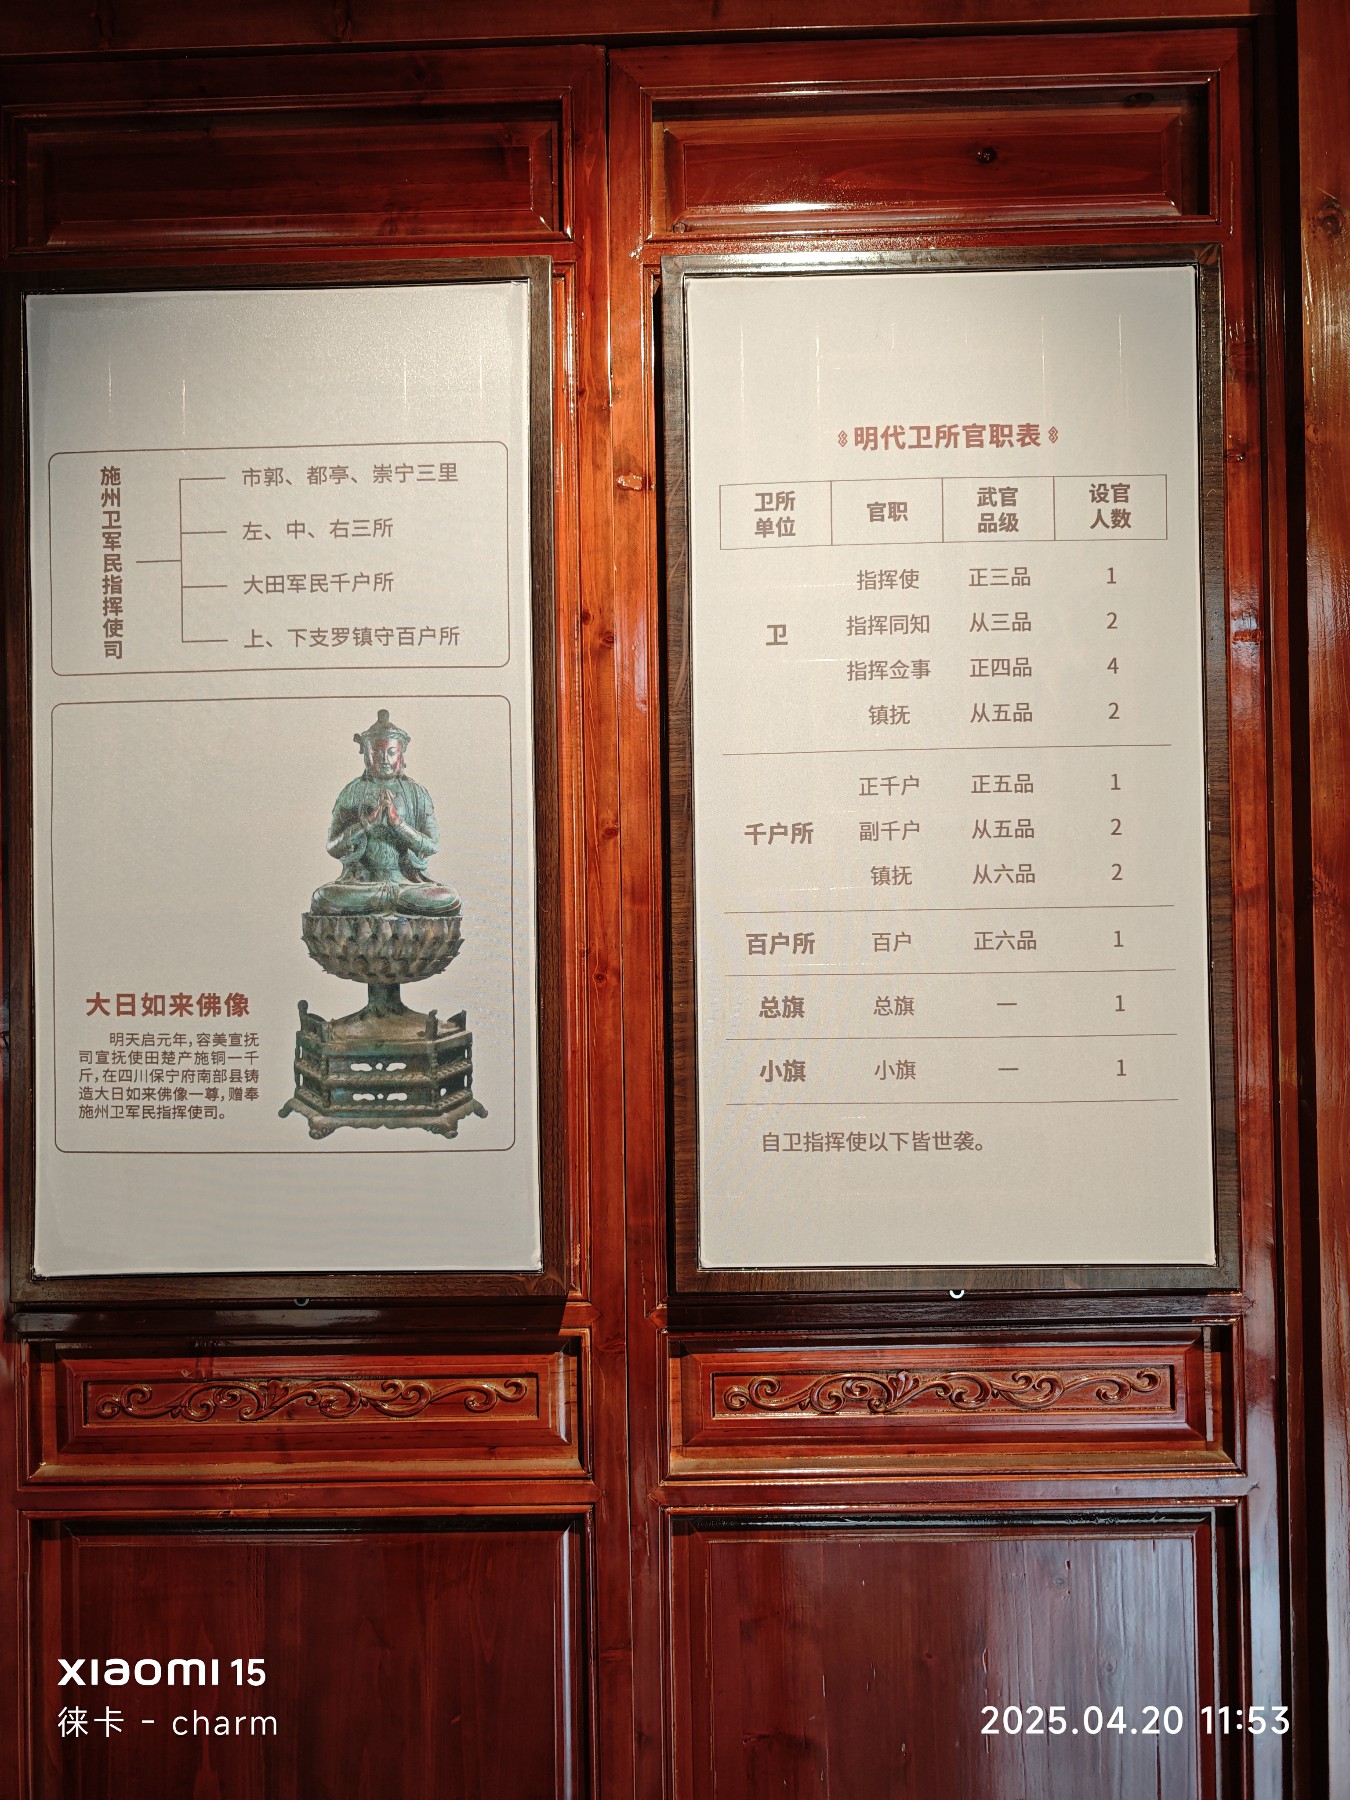 施州卫军民指挥使司
市郭、都亭、崇宁三里
左、中、右三所
大田军民千户所
上、下支罗镇守百户所
大日如来佛像
明天启元年，容美宣抚
司宣抚使田楚产施铜一千
斤，在四川保宁府南部县铸
造大日如来佛像一尊，赠奉
施州卫军民指挥使司。
明代卫所官职表
卫所单位 官职 武官品级 设官人数
卫
指挥使 正三品 1
指挥同知 从三品 2
指挥佥事 正四品 4
镇抚 从五品 2
千户所
正千户 正五品 1
副千户 从五品 2
镇抚 从六品 2
百户所 百户 正六品 1
总旗 总旗 — 1
小旗 小旗 — 1
自卫指挥使以下皆世袭。
xiaomi 15
徕卡 - charm
2025.04.20 11:53